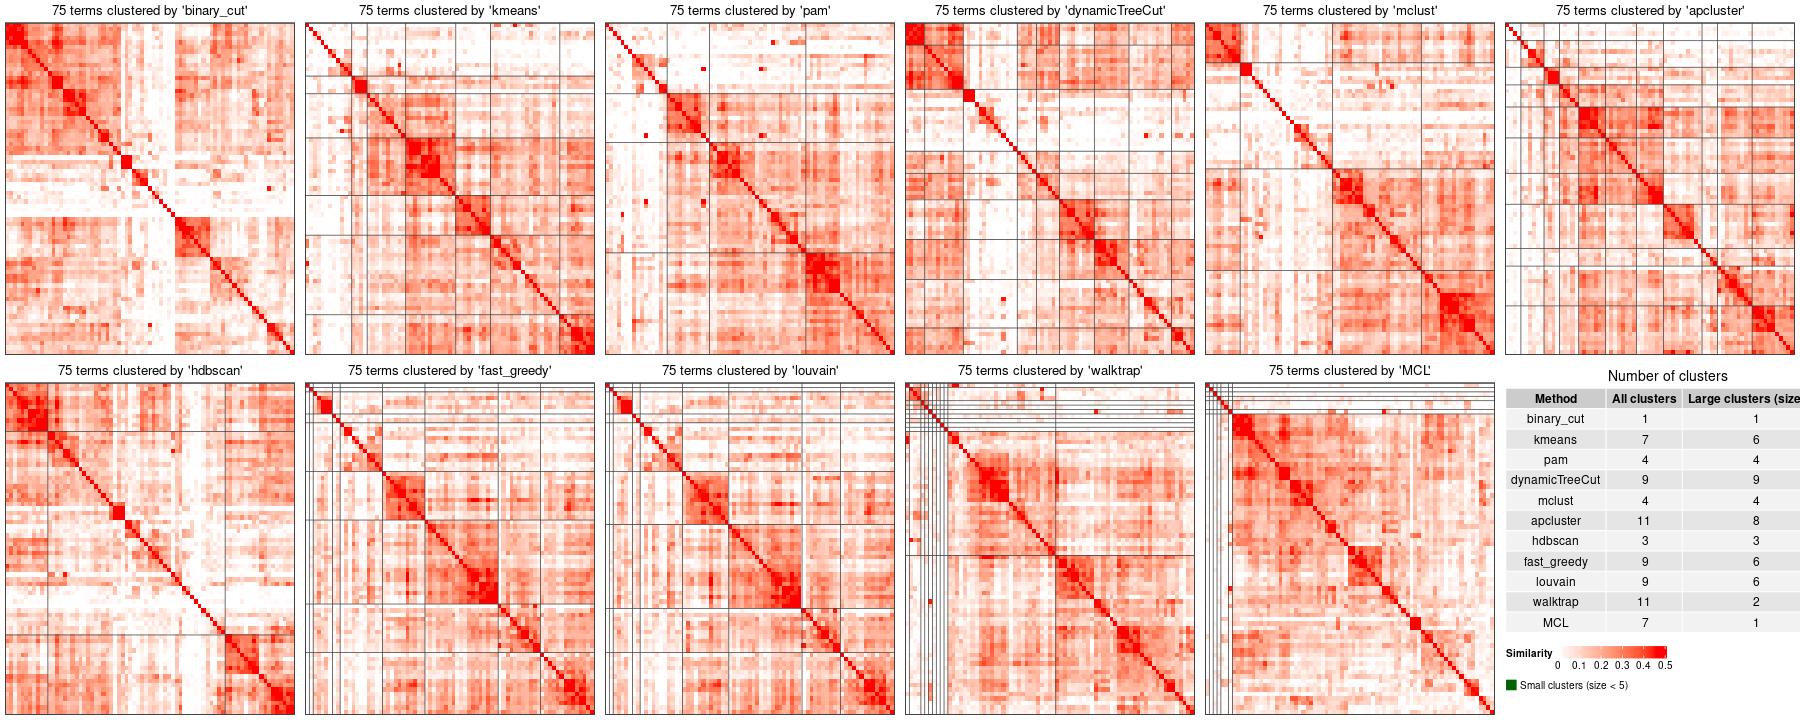 75 terms clustered by 'binary_cut'
75 terms clustered by 'kmeans'
75 terms clustered by 'pam'
75 terms clustered by 'dynamicTreeCut'
75 terms clustered by 'mclust'
75 terms clustered by 'apcluster'
75 terms clustered by 'hdbscan'
75 terms clustered by 'fast_greedy'
75 terms clustered by 'louvain'
75 terms clustered by 'walktrap'
75 terms clustered by 'MCL'
Number of clusters
Method All clusters Large clusters (size
binary_cut 1 1
kmeans 7 6
pam 4 4
dynamicTreeCut 9 9
mclust 4 4
apcluster 11 8
hdbscan 3 3
fast_greedy 9 6
louvain 9 6
walktrap 11 2
MCL 7 1
Similarity
0 0.1 0.2 0.3 0.4 0.5
Small clusters (size < 5)